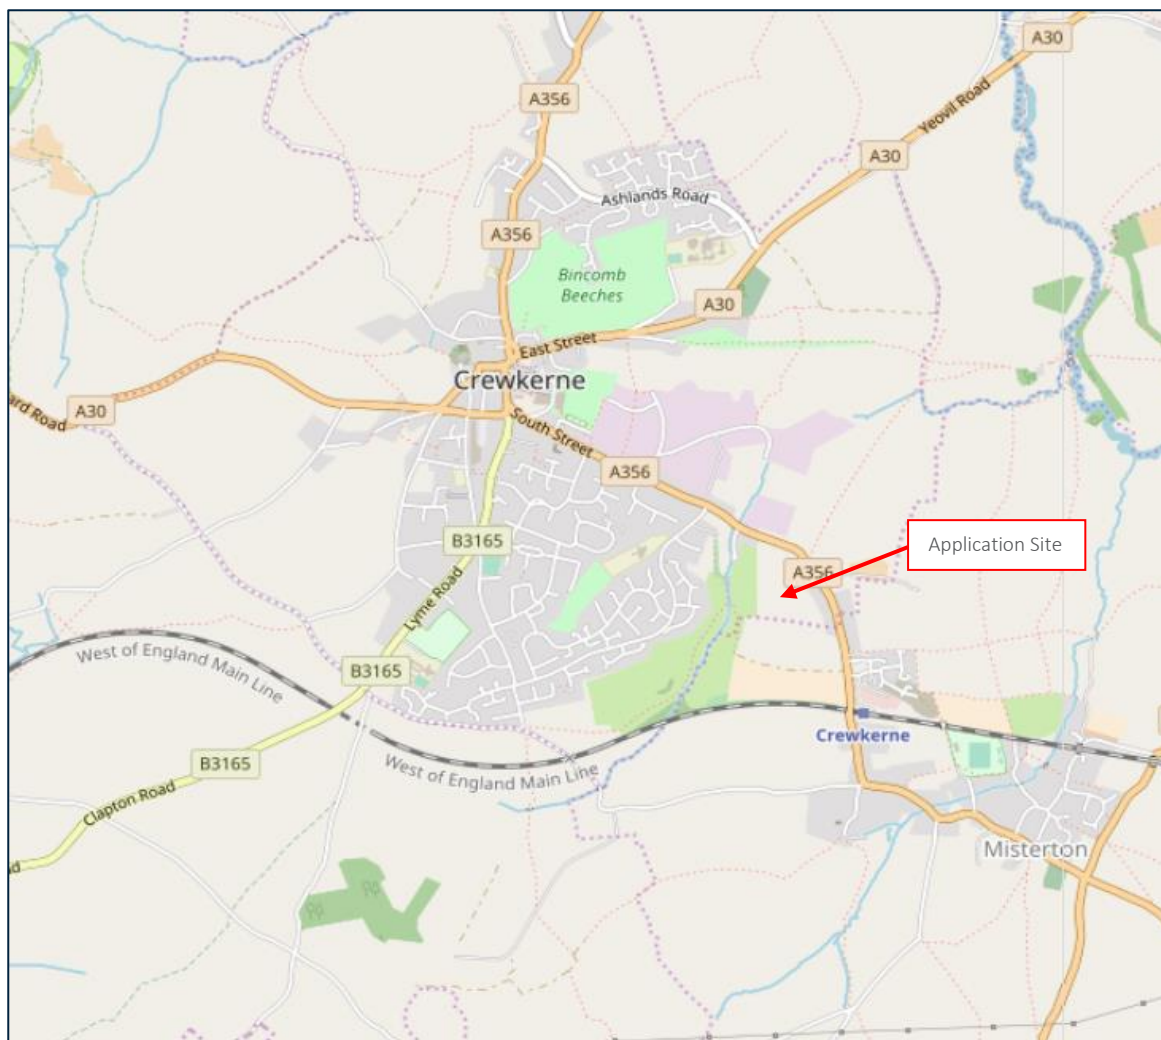 A30
A356
Yeovil Road
A30
Ashlands Road
A356
Bincomb
Beeches
A30
East Street
Crewkerne
ard Road
A30
South Street
A356
B3165
Application Site
A356
Lyme Road
West of England Main Line
B3165
Crewkerne
B3165
West of England Main Line
Clapton Road
Misterton